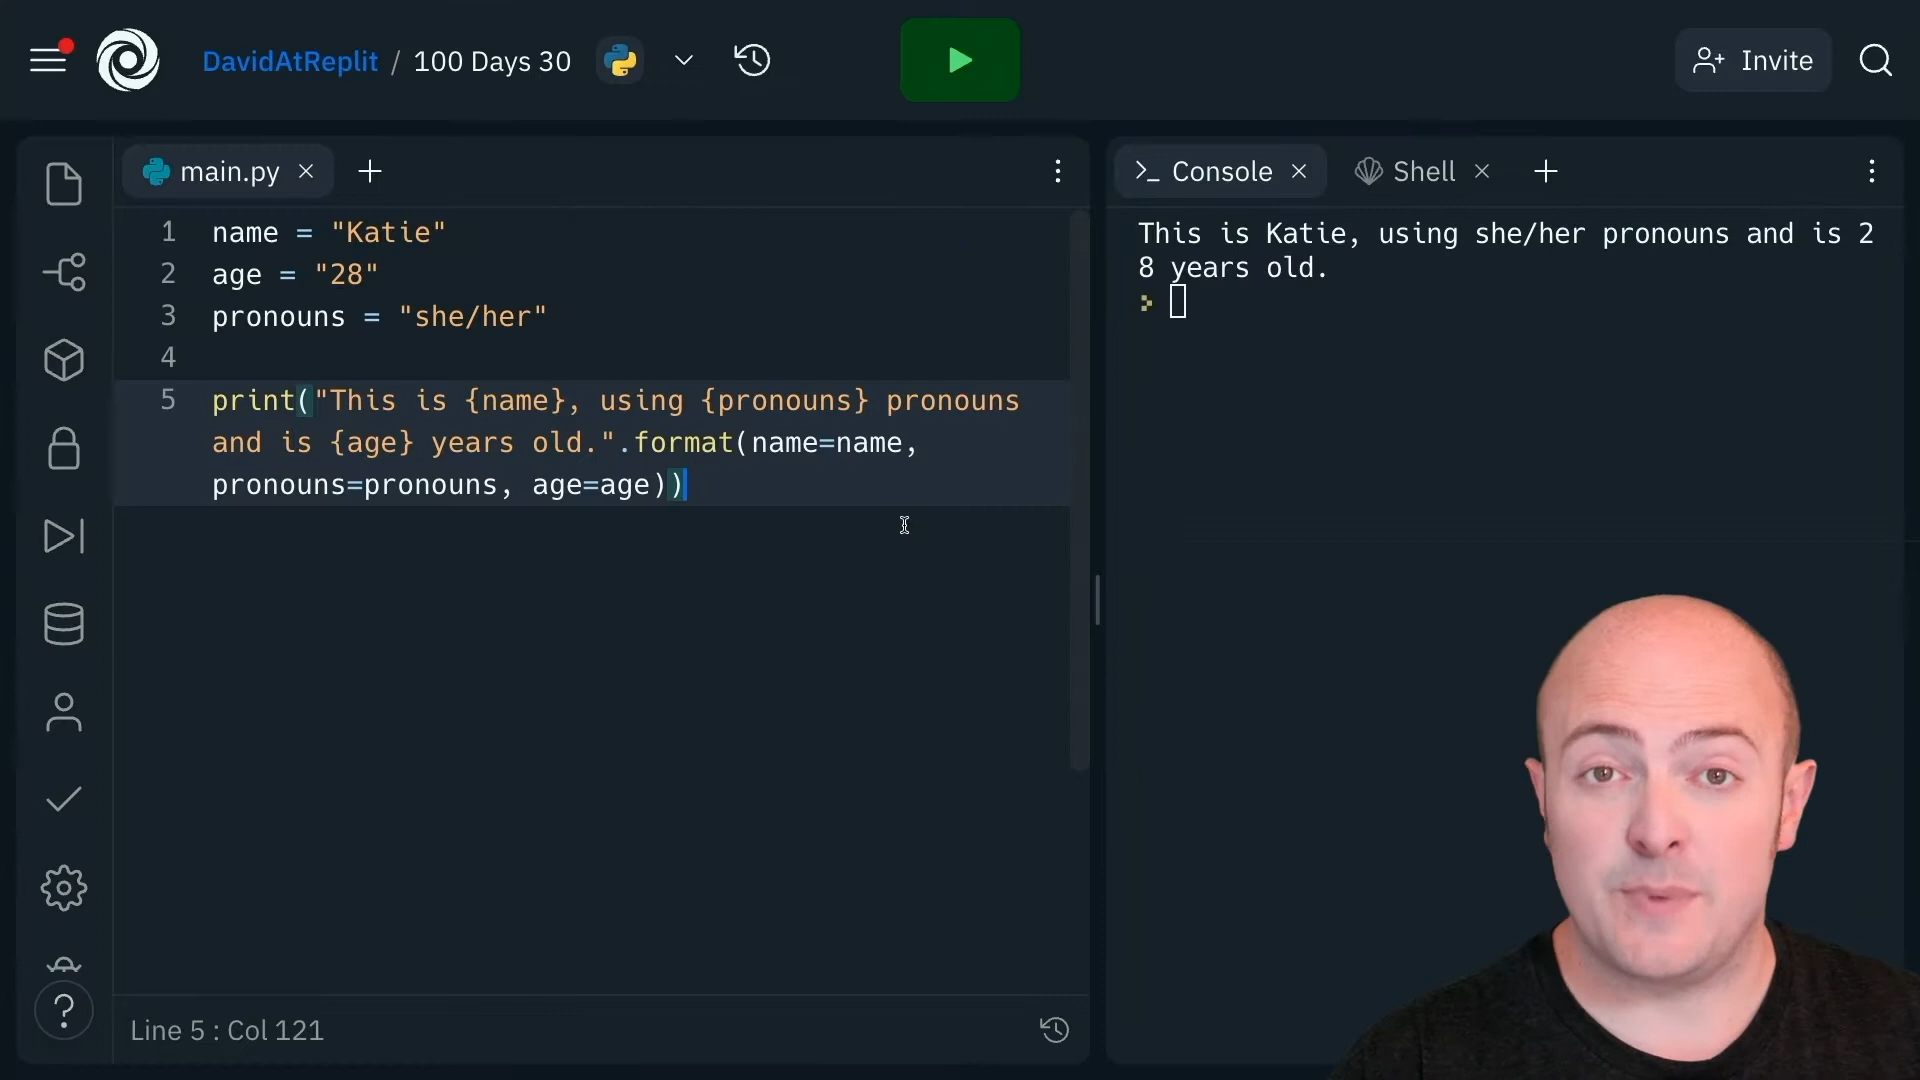 DavidAtReplit / 100 Days 30
Invite
main.py
1 name = "Katie"
2 age = "28"
3 pronouns = "she/her"
4
5 print("This is {name}, using {pronouns} pronouns
and is {age} years old.".format(name=name,
pronouns=pronouns, age=age))
Line 5 : Col 121
>_ Console
Shell
This is Katie, using she/her pronouns and is 2
8 years old.